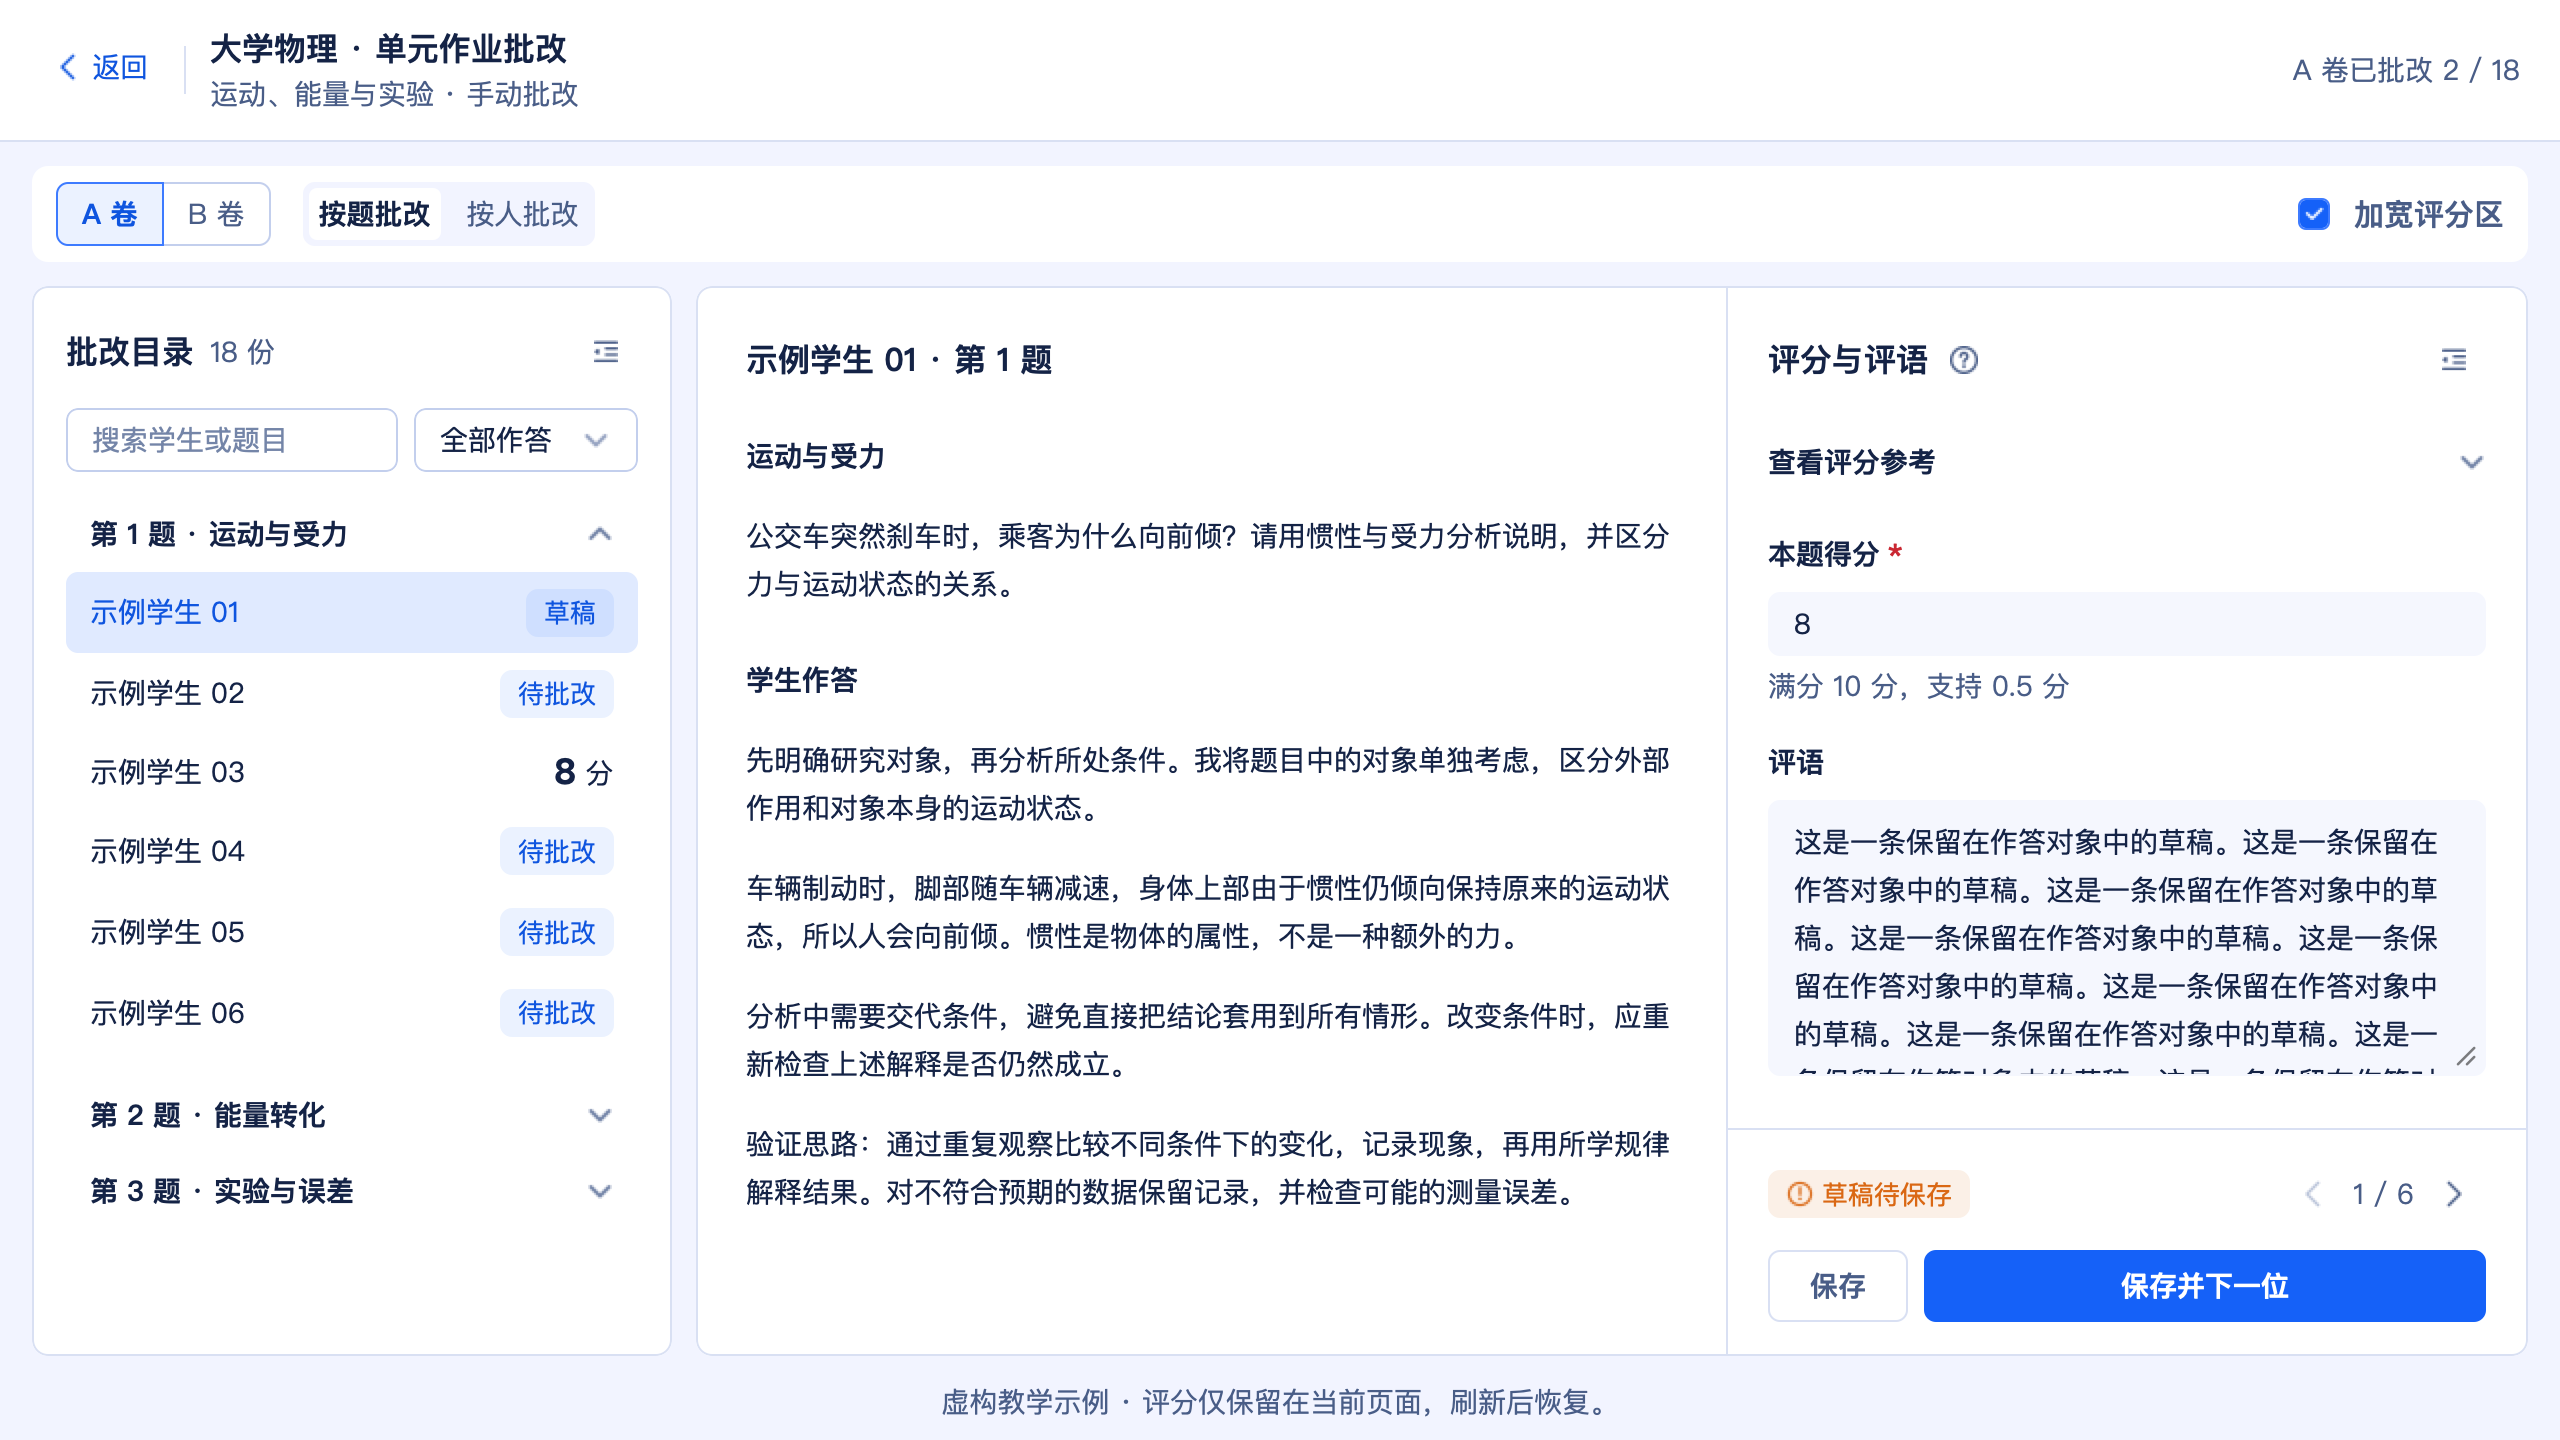 返回
大学物理 · 单元作业批改
运动、能量与实验 · 手动批改
A 卷已批改 2 / 18
A 卷
B 卷
按题批改
按人批改
加宽评分区
批改目录 18 份
搜索学生或题目
全部作答
第 1 题 · 运动与受力
示例学生 01 草稿
示例学生 02 待批改
示例学生 03 8 分
示例学生 04 待批改
示例学生 05 待批改
示例学生 06 待批改
第 2 题 · 能量转化
第 3 题 · 实验与误差
示例学生 01 · 第 1 题
运动与受力
公交车突然刹车时，乘客为什么向前倾？请用惯性与受力分析说明，并区分
力与运动状态的关系。
学生作答
先明确研究对象，再分析所处条件。我将题目中的对象单独考虑，区分外部
作用和对象本身的运动状态。
车辆制动时，脚部随车辆减速，身体上部由于惯性仍倾向保持原来的运动状
态，所以人会向前倾。惯性是物体的属性，不是一种额外的力。
分析中需要交代条件，避免直接把结论套用到所有情形。改变条件时，应重
新检查上述解释是否仍然成立。
验证思路：通过重复观察比较不同条件下的变化，记录现象，再用所学规律
解释结果。对不符合预期的数据保留记录，并检查可能的测量误差。
评分与评语
查看评分参考
本题得分 *
8
满分 10 分，支持 0.5 分
评语
这是一条保留在作答对象中的草稿。这是一条保留在
作答对象中的草稿。这是一条保留在作答对象中的草
稿。这是一条保留在作答对象中的草稿。这是一条保
留在作答对象中的草稿。这是一条保留在作答对象中
的草稿。这是一条保留在作答对象中的草稿。这是一
草稿待保存
1 / 6
保存
保存并下一位
虚构教学示例 · 评分仅保留在当前页面，刷新后恢复。